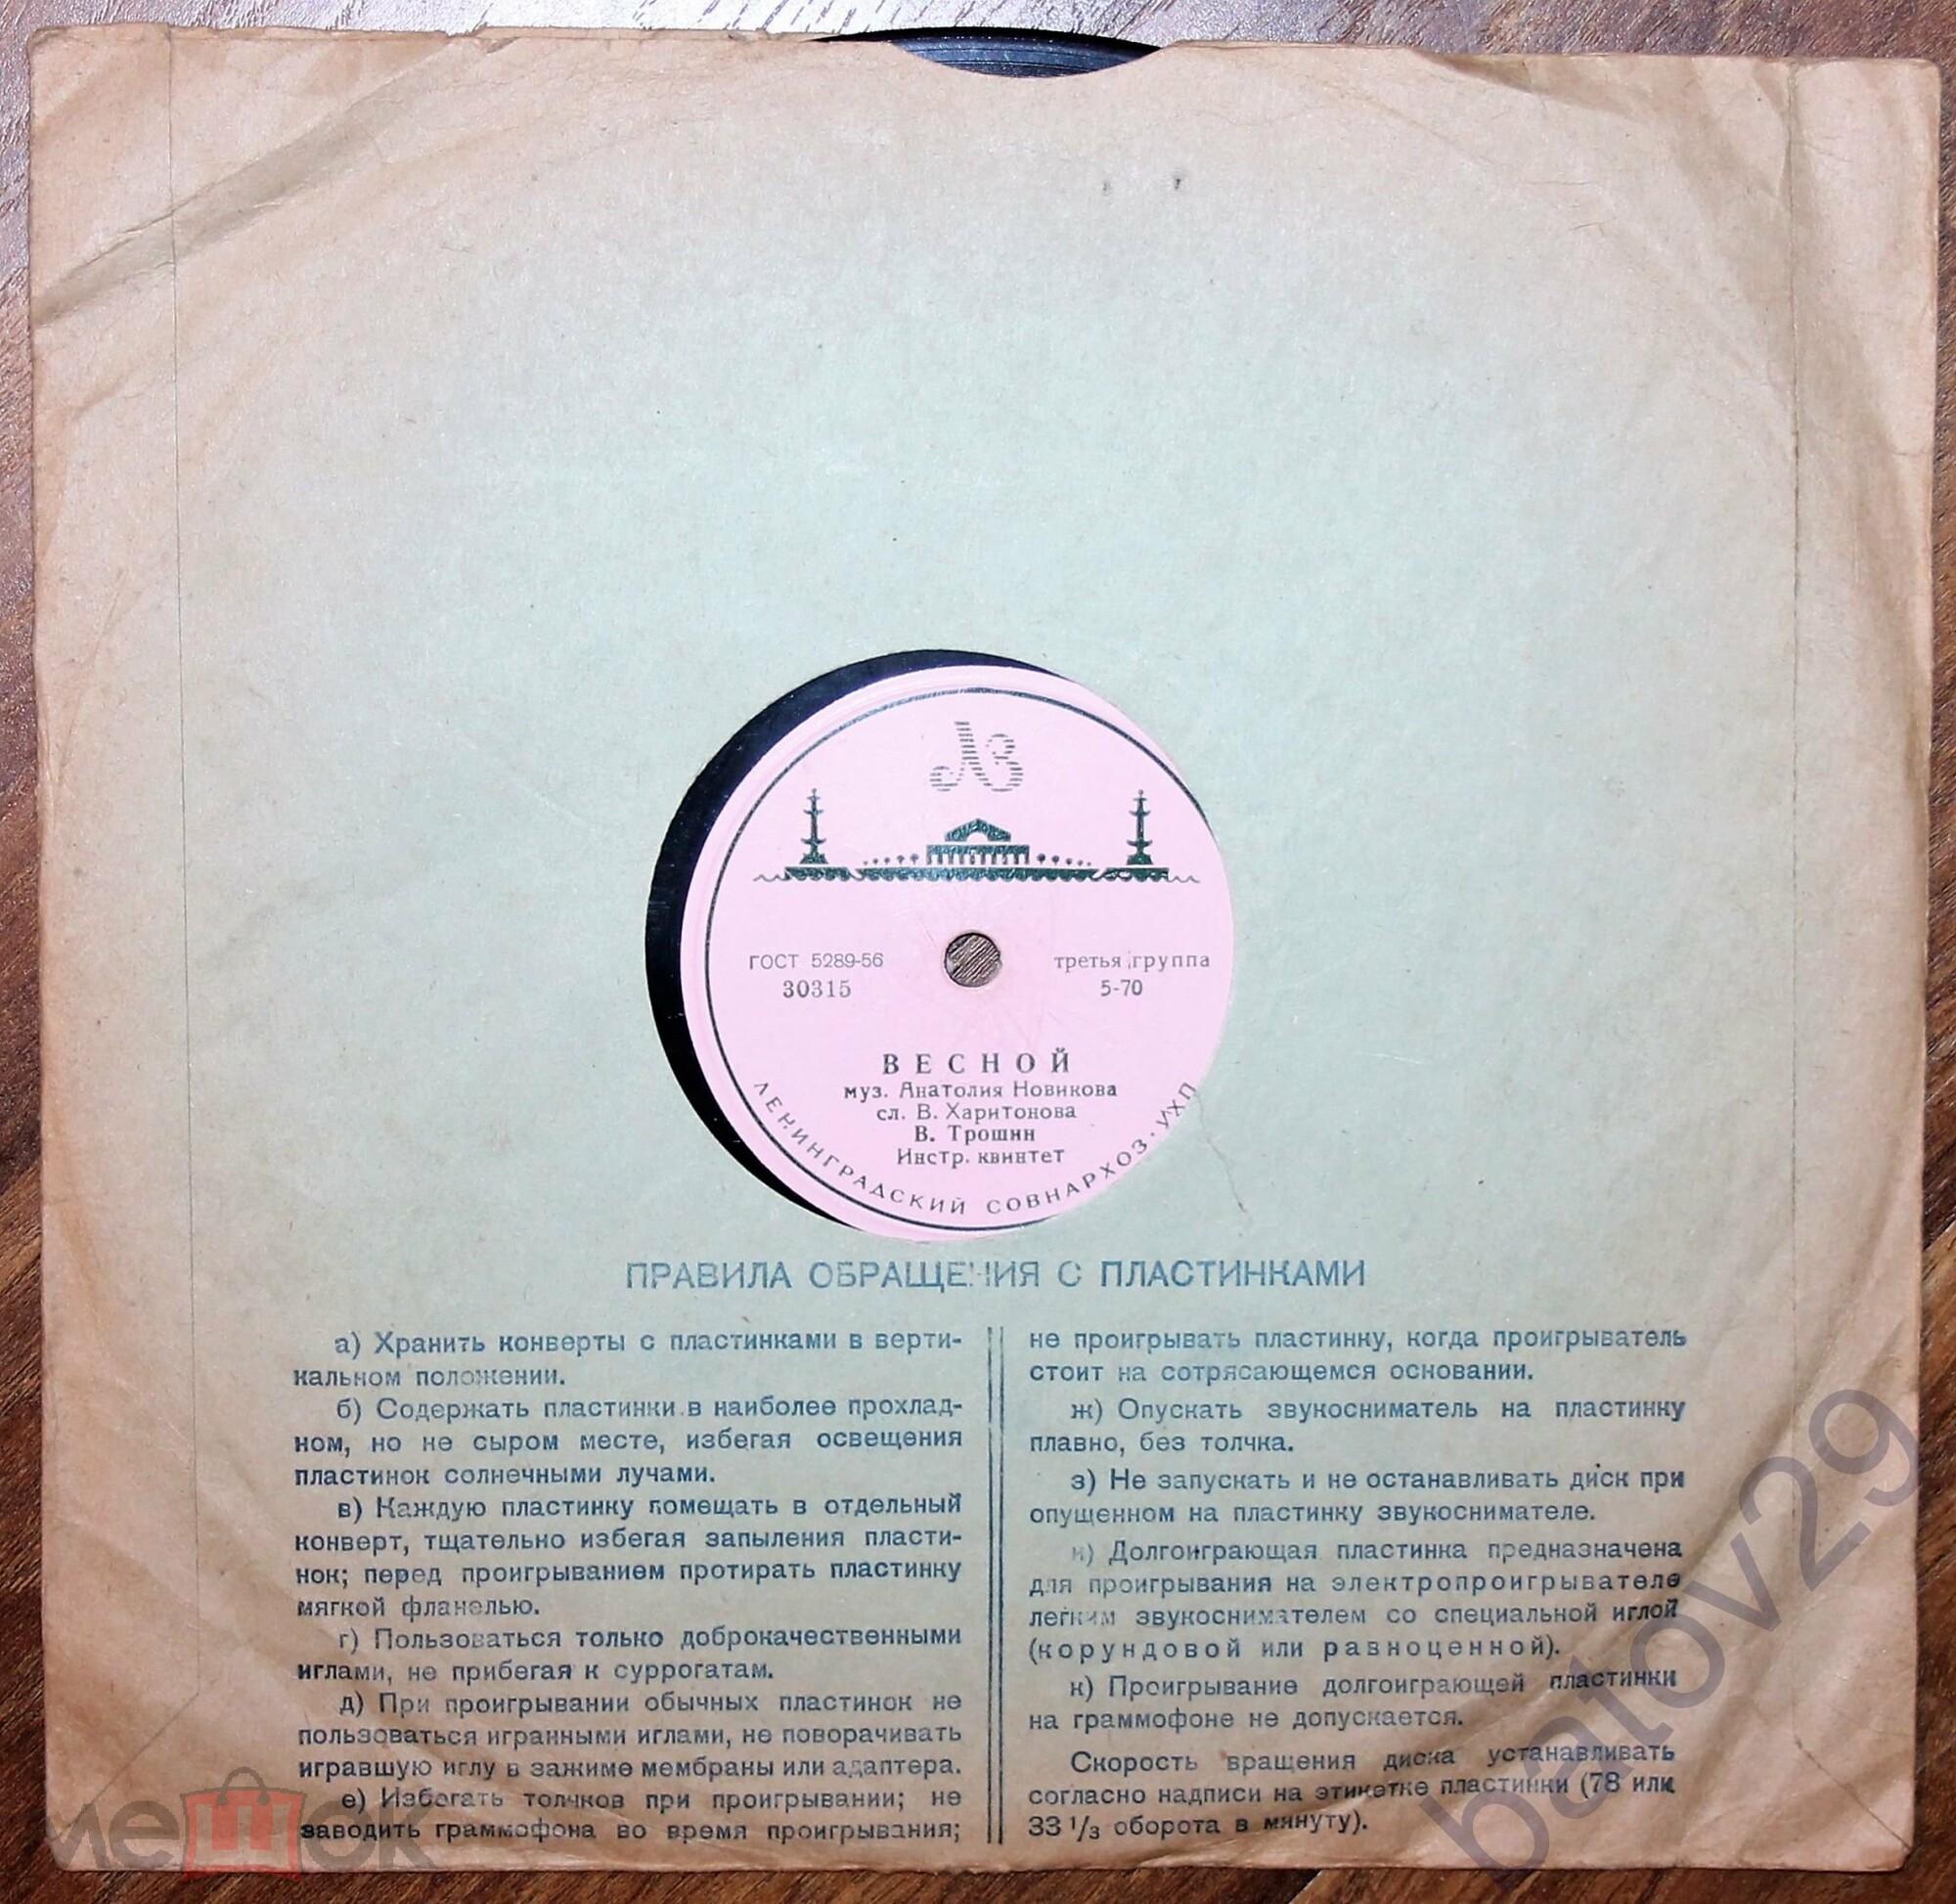 ЛЗ
ГОСТ 5289-56
30315
третья группа
5-70
ВЕСНОЙ
муз. Анатолия Новикова
сл. В. Харитонова
В. Трошин
Инстр. квинтет
ЛЕНИНГРАДСКИЙ СОВНАРХОЗ · УХП
ПРАВИЛА ОБРАЩЕНИЯ С ПЛАСТИНКАМИ
а) Хранить конверты с пластинками в верти-
кальном положении.
б) Содержать пластинки в наиболее прохлад-
ном, но не сыром месте, избегая освещения
пластинок солнечными лучами.
в) Каждую пластинку помещать в отдельный
конверт, тщательно избегая запыления пласти-
нок; перед проигрыванием протирать пластинку
мягкой фланелью.
г) Пользоваться только доброкачественными
иглами, не прибегая к суррогатам.
д) При проигрывании обычных пластинок не
пользоваться игранными иглами, не поворачивать
игравшую иглу в зажиме мембраны или адаптера.
е) Избегать толчков при проигрывании; не
заводить граммофона во время проигрывания;
не проигрывать пластинку, когда проигрыватель
стоит на сотрясающемся основании.
ж) Опускать звукосниматель на пластинку
плавно, без толчка.
з) Не запускать и не останавливать диск при
опущенном на пластинку звукоснимателе.
и) Долгоиграющая пластинка предназначена
для проигрывания на электропроигрывателе
легким звукоснимателем со специальной иглой
(корундовой или равноценной).
к) Проигрывание долгоиграющей пластинки
на граммофоне не допускается.
Скорость вращения диска устанавливать
согласно надписи на этикетке пластинки (78 или
33 1/3 оборота в минуту).
мешок
batov29